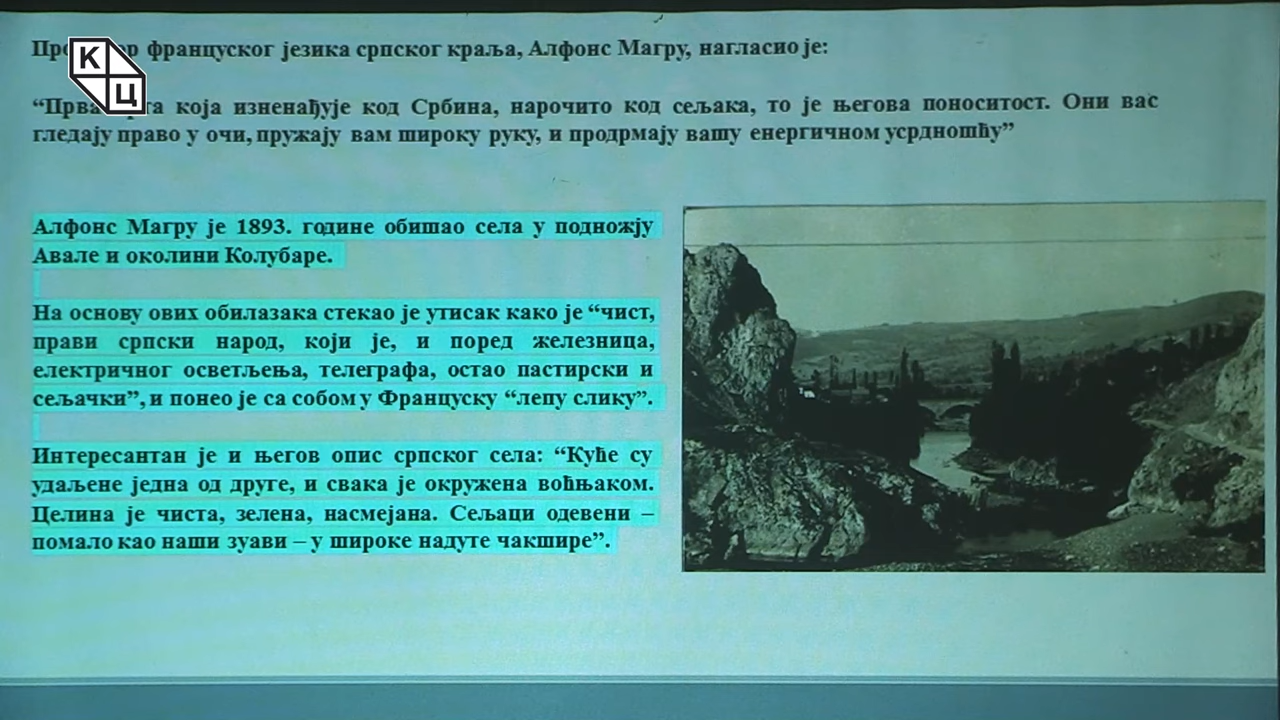 француског језика српског краља, Алфонс Магру, нагласио је:
која изненађује код Србина, нарочито код сељака, то је његова поноситост. Они вас
гледају право у очи, пружају вам широку руку, и продрмају вашу енергичном усрдношћу”
Алфонс Магру је 1893. године обишао села у подножју
Авале и околини Колубаре.
На основу ових обилазака стекао је утисак како је “чист,
прави српски народ, који је, и поред железница,
електричног осветљења, телеграфа, остао пастирски и
сељачки”, и понео је са собом у Француску “лепу слику”.
Интересантан је и његов опис српског села: “Куће су
удаљене једна од друге, и свака је окружена воћњаком.
Целина је чиста, зелена, насмејана. Сељаци одевени –
помало као наши зуави – у широке надуте чакшире”.
К
Ц